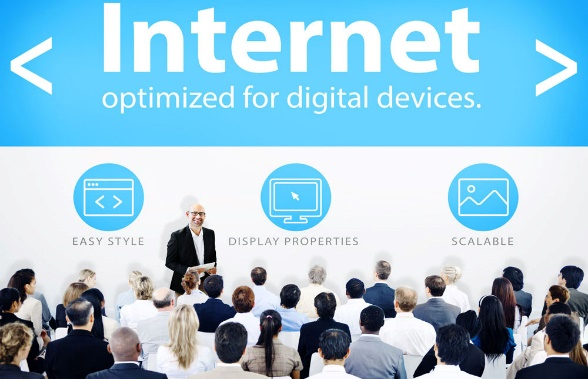 Internet
< >
optimized for digital devices.
< >
EASY STYLE DISPLAY PROPERTIES SCALABLE